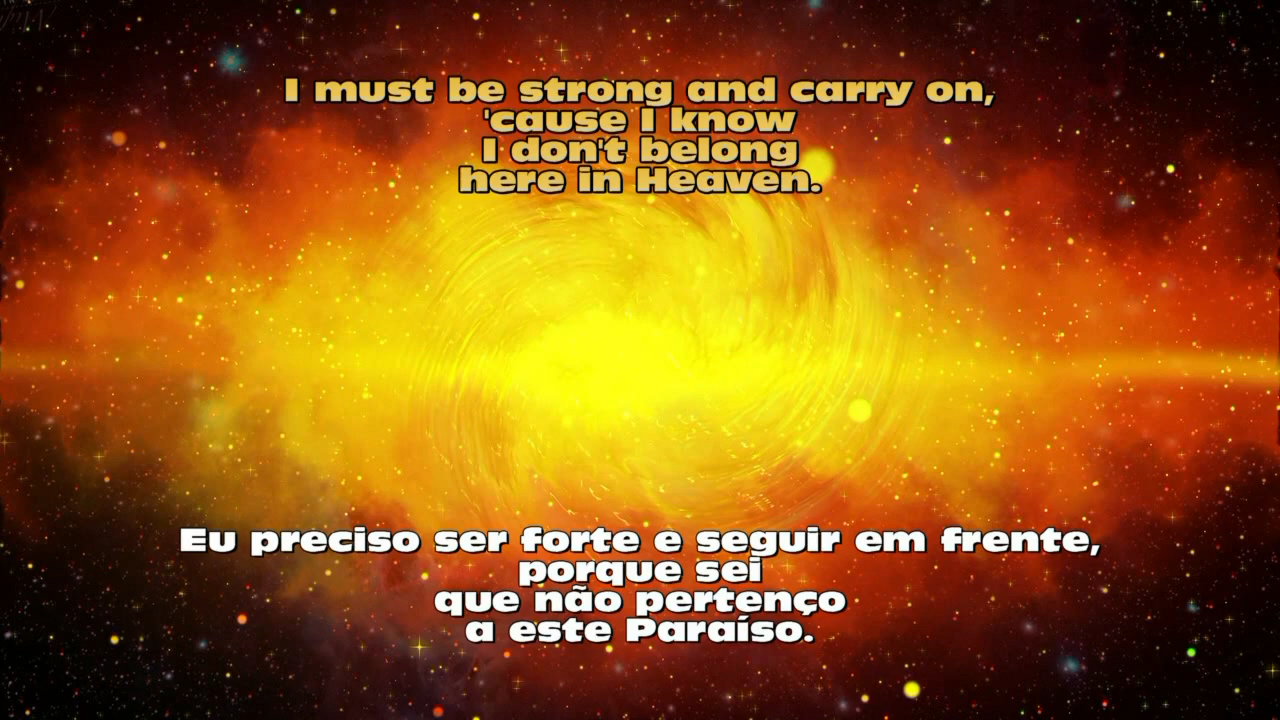 I must be strong and carry on,
'cause I know
I don't belong
here in Heaven.
Eu preciso ser forte e seguir em frente,
porque sei
que não pertenço
a este Paraíso.